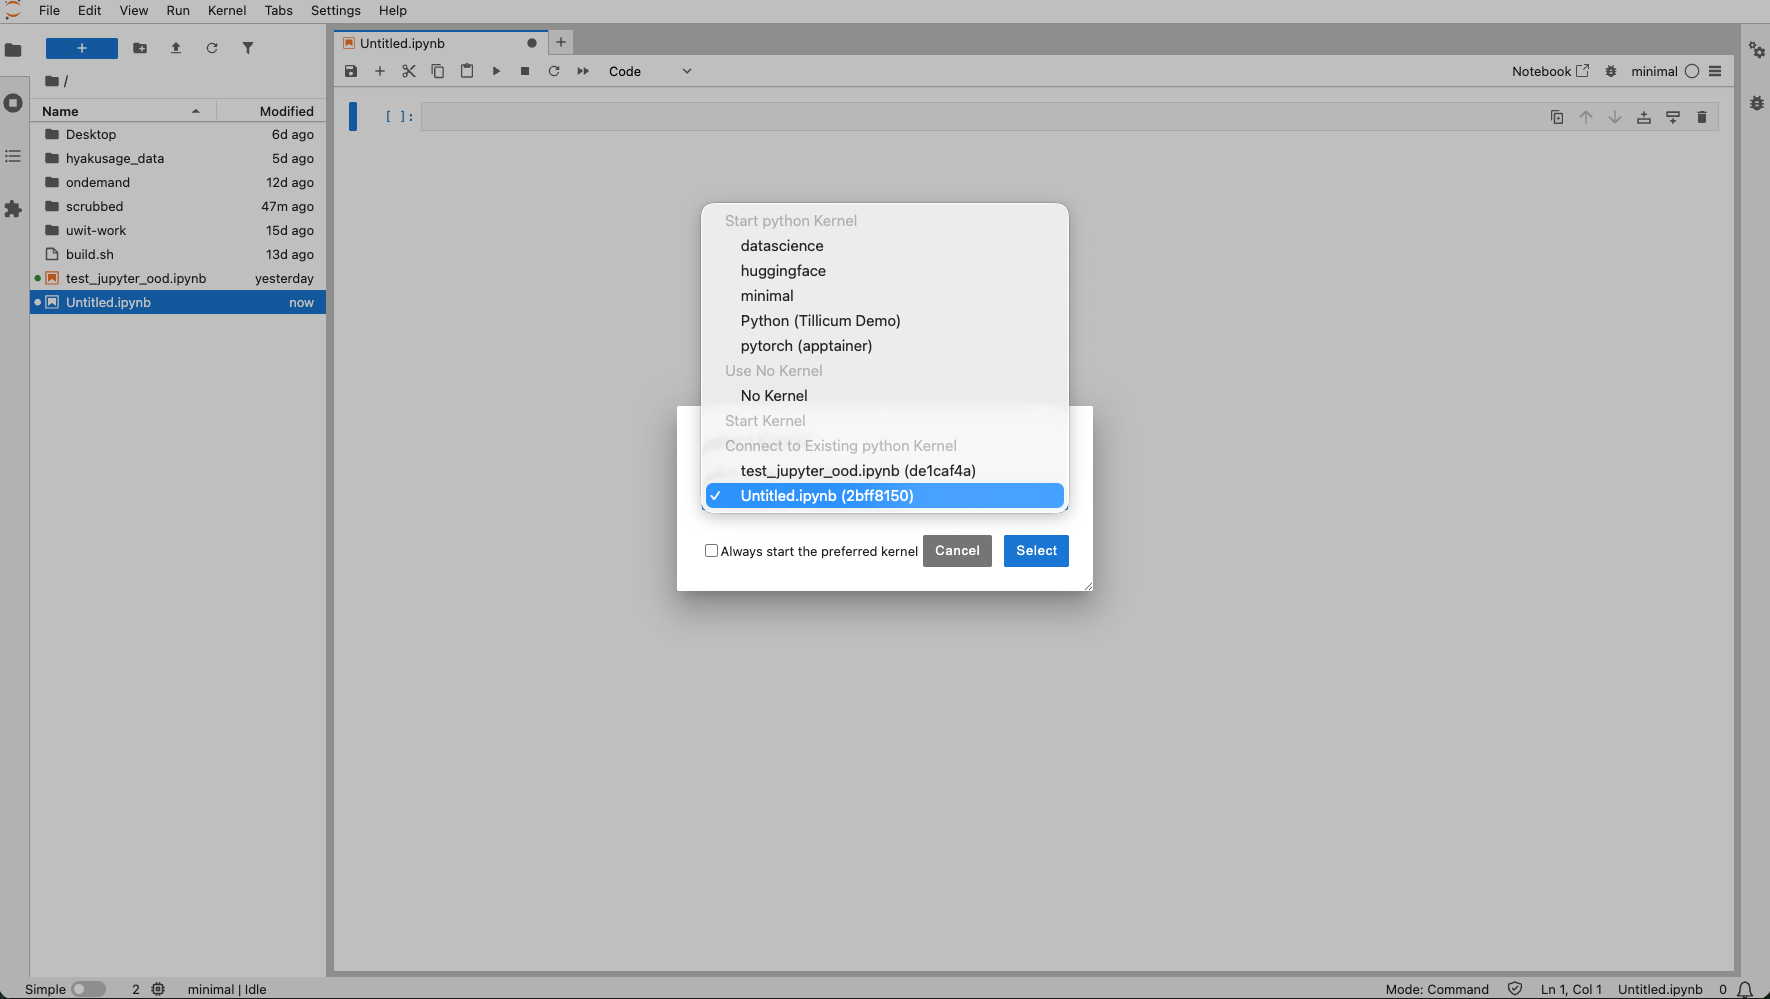 File Edit View Run Kernel Tabs Settings Help
+
/
Name Modified
Desktop 6d ago
hyakusage_data 5d ago
ondemand 12d ago
scrubbed 47m ago
uwit-work 15d ago
build.sh 13d ago
test_jupyter_ood.ipynb yesterday
Untitled.ipynb now
Untitled.ipynb
Code
Notebook
minimal
[ ]:
Start python Kernel
datascience
huggingface
minimal
Python (Tillicum Demo)
pytorch (apptainer)
Use No Kernel
No Kernel
Start Kernel
Connect to Existing python Kernel
test_jupyter_ood.ipynb (de1caf4a)
Untitled.ipynb (2bff8150)
Always start the preferred kernel Cancel Select
Simple 2 minimal | Idle Mode: Command Ln 1, Col 1 Untitled.ipynb 0